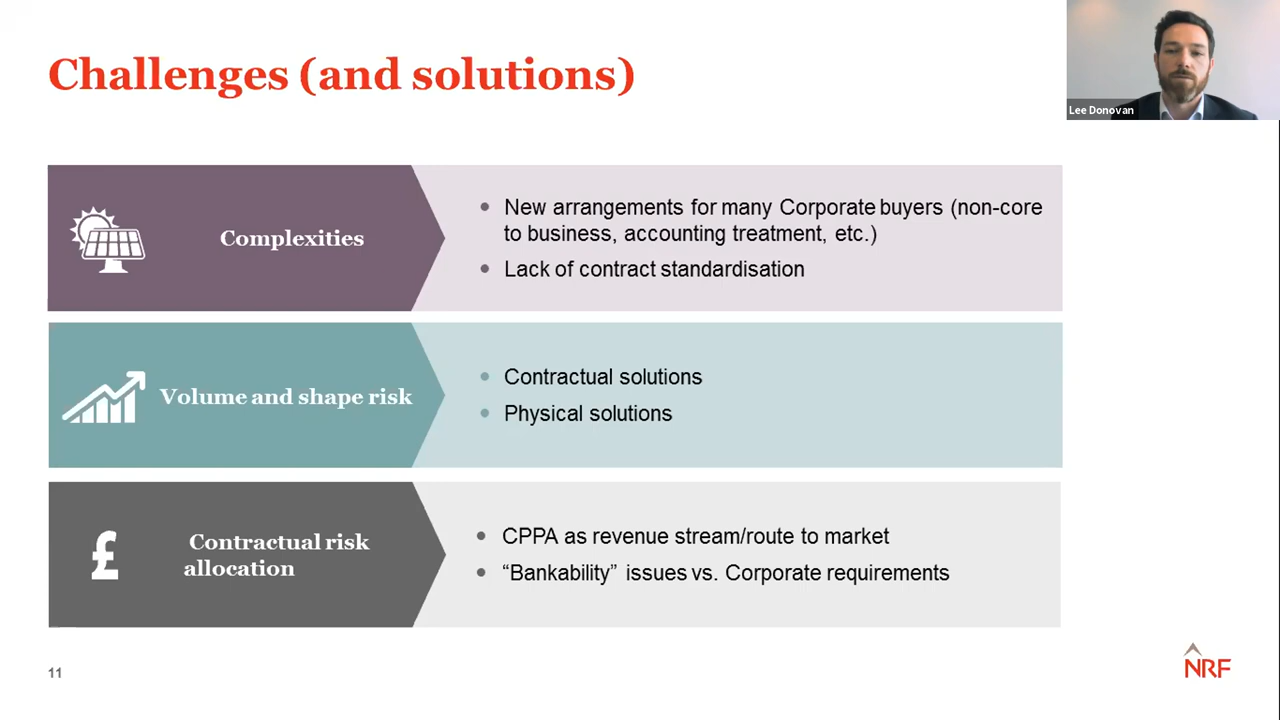 Challenges (and solutions)
Lee Donovan
Complexities
• New arrangements for many Corporate buyers (non-core
to business, accounting treatment, etc.)
• Lack of contract standardisation
Volume and shape risk
• Contractual solutions
• Physical solutions
£
Contractual risk
allocation
• CPPA as revenue stream/route to market
• “Bankability” issues vs. Corporate requirements
11
NRF